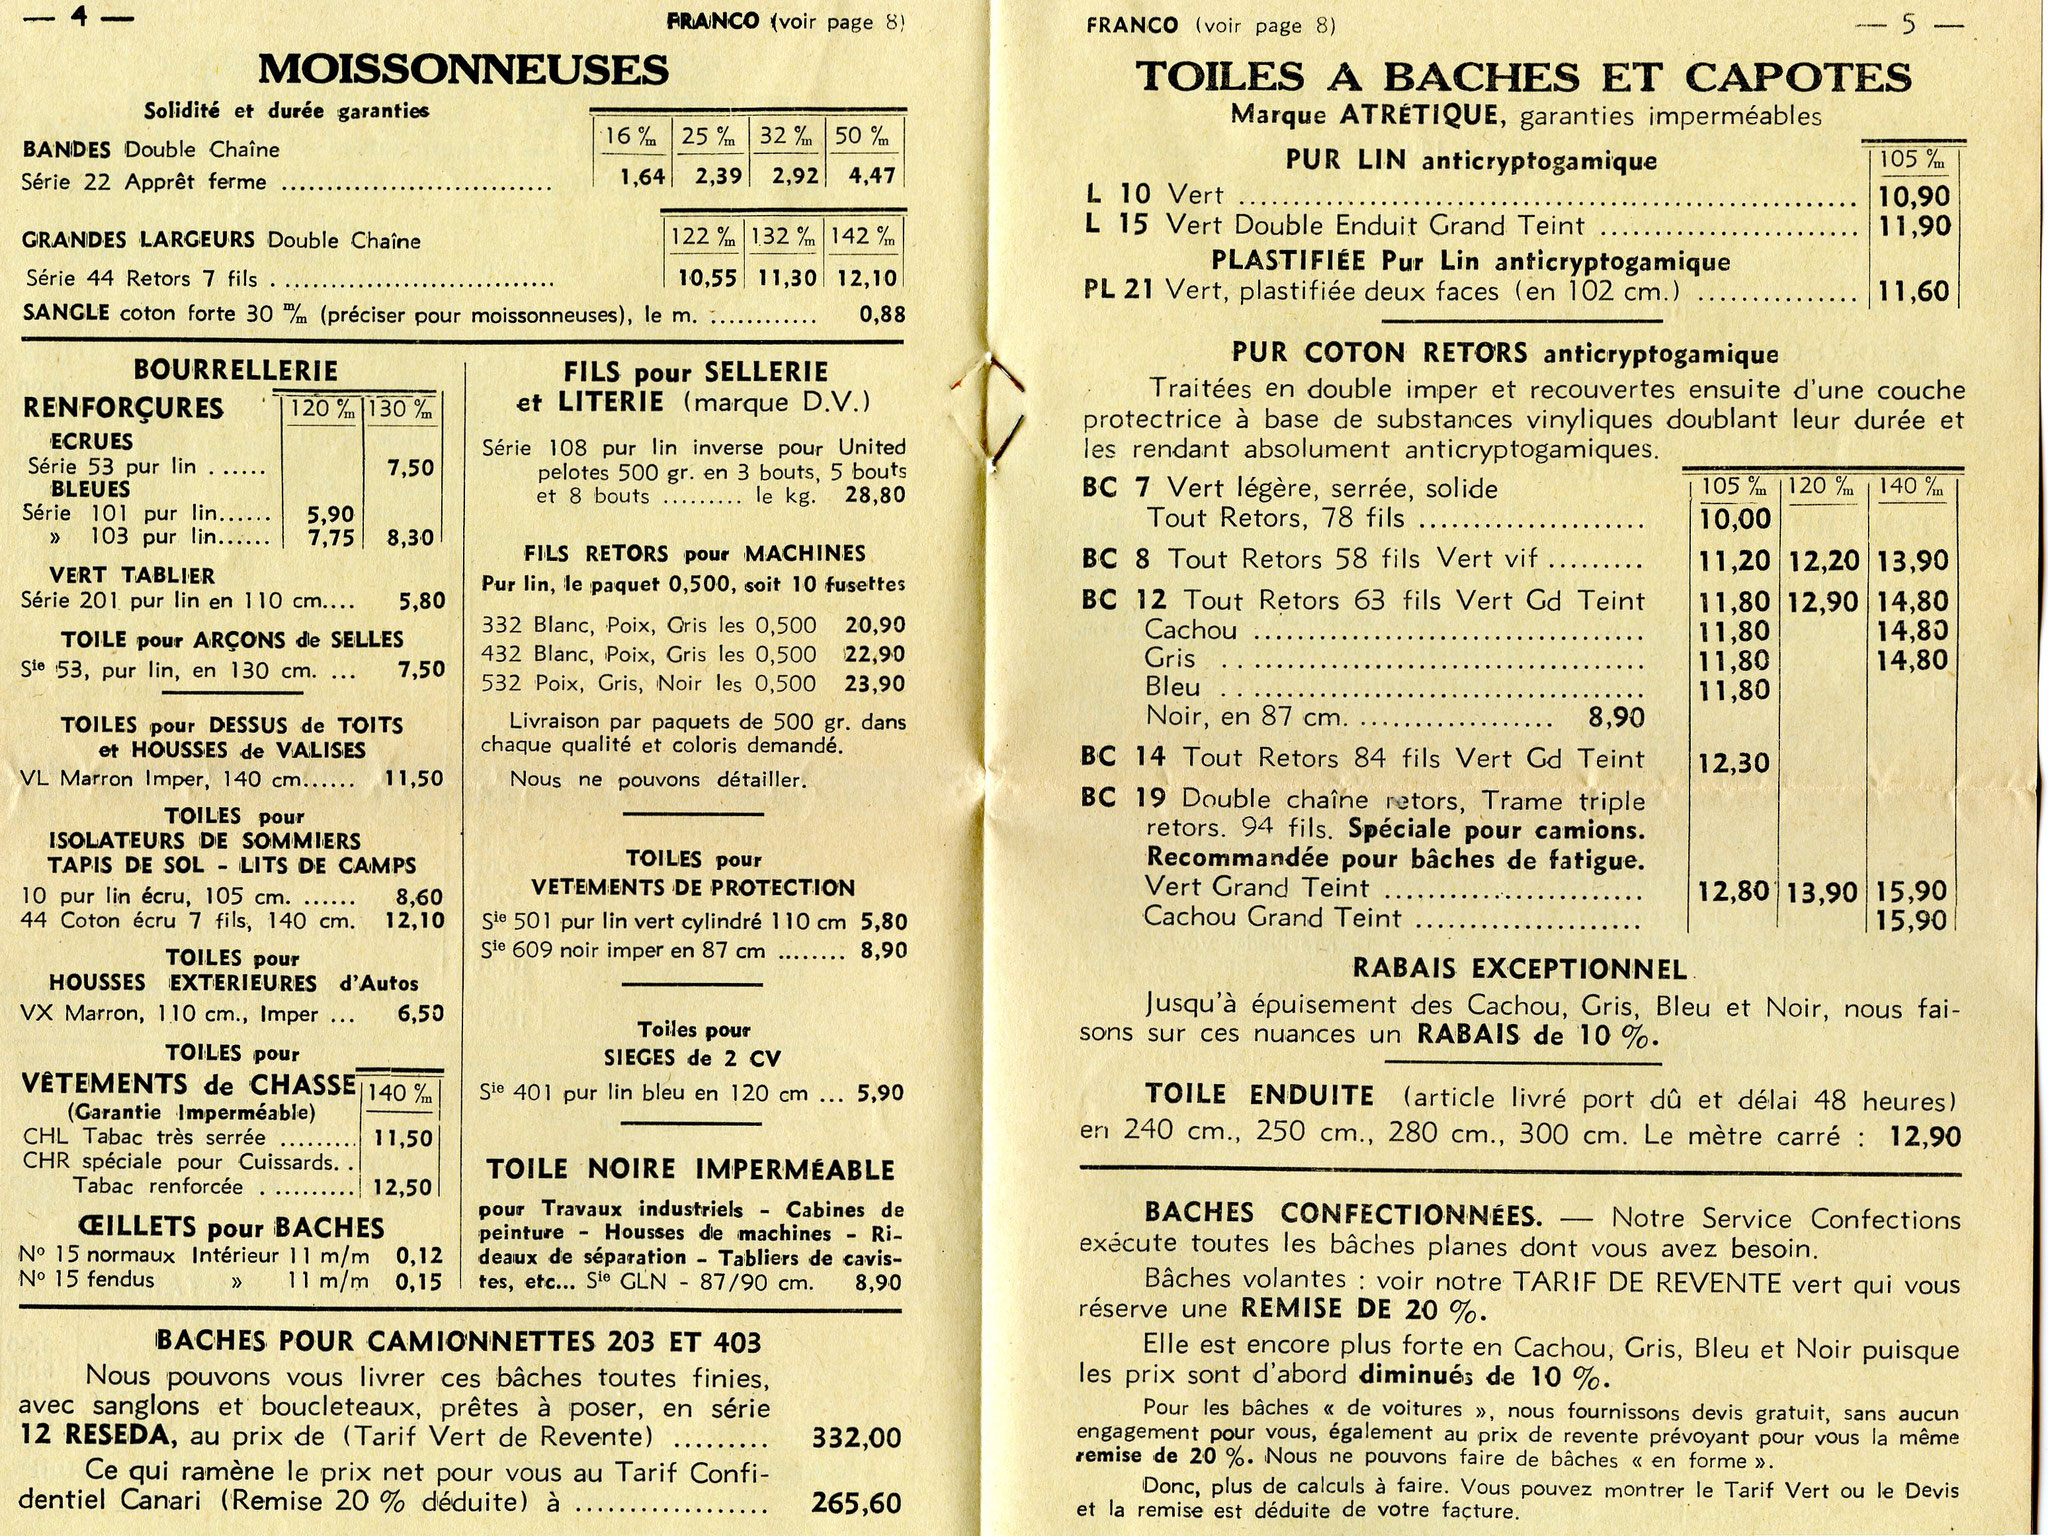 — 4 —
FRANCO (voir page 8)
MOISSONNEUSES
Solidité et durée garanties
16 %m 25 %m 32 %m 50 %m
BANDES Double Chaîne
Série 22 Apprêt ferme .............................. 1,64 2,39 2,92 4,47
122 %m 132 %m 142 %m
GRANDES LARGEURS Double Chaîne
Série 44 Retors 7 fils .............................. 10,55 11,30 12,10
SANGLE coton forte 30 m/m (préciser pour moissonneuses), le m. ............ 0,88
BOURRELLERIE
RENFORÇURES 120 %m 130 %m
ECRUES
Série 53 pur lin ...... 7,50
BLEUES
Série 101 pur lin...... 5,90
» 103 pur lin...... 7,75 8,30
VERT TABLIER
Série 201 pur lin en 110 cm.... 5,80
TOILE pour ARÇONS de SELLES
Sie 53, pur lin, en 130 cm. ... 7,50
TOILES pour DESSUS de TOITS
et HOUSSES de VALISES
VL Marron Imper, 140 cm...... 11,50
TOILES pour
ISOLATEURS DE SOMMIERS
TAPIS DE SOL - LITS DE CAMPS
10 pur lin écru, 105 cm. ...... 8,60
44 Coton écru 7 fils, 140 cm. 12,10
TOILES pour
HOUSSES EXTERIEURES d'Autos
VX Marron, 110 cm., Imper ... 6,50
TOILES pour
VÊTEMENTS de CHASSE 140 %m
(Garantie Imperméable)
CHL Tabac très serrée ......... 11,50
CHR spéciale pour Cuissards. .
Tabac renforcée .......... 12,50
ŒILLETS pour BACHES
No 15 normaux Intérieur 11 m/m 0,12
No 15 fendus » 11 m/m 0,15
FILS pour SELLERIE
et LITERIE (marque D.V.)
Série 108 pur lin inverse pour United
pelotes 500 gr. en 3 bouts, 5 bouts
et 8 bouts ......... le kg. 28,80
FILS RETORS pour MACHINES
Pur lin, le paquet 0,500, soit 10 fusettes
332 Blanc, Poix, Gris les 0,500 20,90
432 Blanc, Poix, Gris les 0,500 22,90
532 Poix, Gris, Noir les 0,500 23,90
Livraison par paquets de 500 gr. dans
chaque qualité et coloris demandé.
Nous ne pouvons détailler.
TOILES pour
VETEMENTS DE PROTECTION
Sie 501 pur lin vert cylindré 110 cm 5,80
Sie 609 noir imper en 87 cm ........ 8,90
Toiles pour
SIEGES de 2 CV
Sie 401 pur lin bleu en 120 cm ... 5,90
TOILE NOIRE IMPERMÉABLE
pour Travaux industriels - Cabines de
peinture - Housses de machines - Ri-
deaux de séparation - Tabliers de cavis-
tes, etc... Sie GLN - 87/90 cm. 8,90
BACHES POUR CAMIONNETTES 203 ET 403
Nous pouvons vous livrer ces bâches toutes finies,
avec sanglons et boucleteaux, prêtes à poser, en série
12 RESEDA, au prix de (Tarif Vert de Revente) ......... 332,00
Ce qui ramène le prix net pour vous au Tarif Confi-
dentiel Canari (Remise 20 % déduite) à .................. 265,60
FRANCO (voir page 8)
— 5 —
TOILES A BACHES ET CAPOTES
Marque ATRÉTIQUE, garanties imperméables
PUR LIN anticryptogamique 105 %m
L 10 Vert ............................................. 10,90
L 15 Vert Double Enduit Grand Teint ........................ 11,90
PLASTIFIÉE Pur Lin anticryptogamique
PL 21 Vert, plastifiée deux faces (en 102 cm.) ............... 11,60
PUR COTON RETORS anticryptogamique
Traitées en double imper et recouvertes ensuite d'une couche
protectrice à base de substances vinyliques doublant leur durée et
les rendant absolument anticryptogamiques.
105 %m 120 %m 140 %m
BC 7 Vert légère, serrée, solide
Tout Retors, 78 fils ..................... 10,00
BC 8 Tout Retors 58 fils Vert vif ......... 11,20 12,20 13,90
BC 12 Tout Retors 63 fils Vert Gd Teint 11,80 12,90 14,80
Cachou ..................................... 11,80 14,80
Gris ....................................... 11,80 14,80
Bleu ....................................... 11,80
Noir, en 87 cm. .................. 8,90
BC 14 Tout Retors 84 fils Vert Gd Teint 12,30
BC 19 Double chaîne retors, Trame triple
retors. 94 fils. Spéciale pour camions.
Recommandée pour bâches de fatigue.
Vert Grand Teint ........................ 12,80 13,90 15,90
Cachou Grand Teint ..................... 15,90
RABAIS EXCEPTIONNEL
Jusqu'à épuisement des Cachou, Gris, Bleu et Noir, nous fai-
sons sur ces nuances un RABAIS de 10 %.
TOILE ENDUITE (article livré port dû et délai 48 heures)
en 240 cm., 250 cm., 280 cm., 300 cm. Le mètre carré : 12,90
BACHES CONFECTIONNÉES. — Notre Service Confections
exécute toutes les bâches planes dont vous avez besoin.
Bâches volantes : voir notre TARIF DE REVENTE vert qui vous
réserve une REMISE DE 20 %.
Elle est encore plus forte en Cachou, Gris, Bleu et Noir puisque
les prix sont d'abord diminués de 10 %.
Pour les bâches « de voitures », nous fournissons devis gratuit, sans aucun
engagement pour vous, également au prix de revente prévoyant pour vous la même
remise de 20 %. Nous ne pouvons faire de bâches « en forme ».
Donc, plus de calculs à faire. Vous pouvez montrer le Tarif Vert ou le Devis
et la remise est déduite de votre facture.